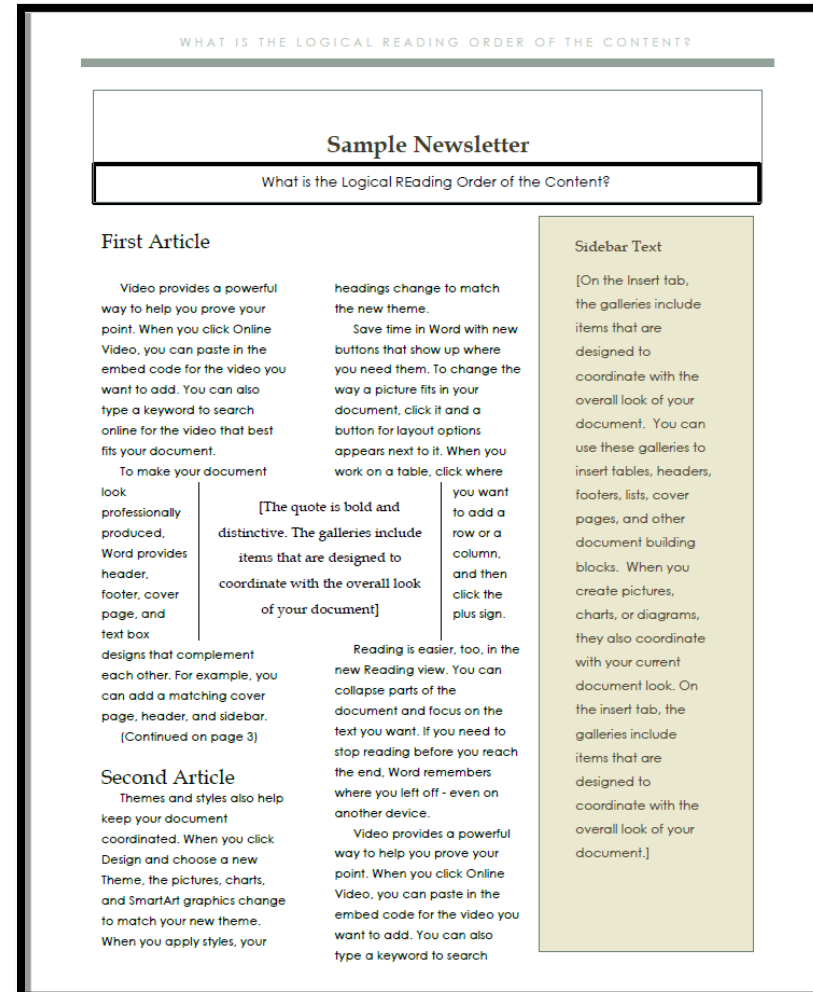 WHAT IS THE LOGICAL READING ORDER OF THE CONTENT?
Sample Newsletter
What is the Logical REading Order of the Content?
First Article
Video provides a powerful
way to help you prove your
point. When you click Online
Video, you can paste in the
embed code for the video you
want to add. You can also
type a keyword to search
online for the video that best
fits your document.
To make your document
look
professionally
produced,
Word provides
header,
footer, cover
page, and
text box
designs that complement
each other. For example, you
can add a matching cover
page, header, and sidebar.
(Continued on page 3)
Second Article
Themes and styles also help
keep your document
coordinated. When you click
Design and choose a new
Theme, the pictures, charts,
and SmartArt graphics change
to match your new theme.
When you apply styles, your
headings change to match
the new theme.
Save time in Word with new
buttons that show up where
you need them. To change the
way a picture fits in your
document, click it and a
button for layout options
appears next to it. When you
work on a table, click where
you want
to add a
row or a
column,
and then
click the
plus sign.
Reading is easier, too, in the
new Reading view. You can
collapse parts of the
document and focus on the
text you want. If you need to
stop reading before you reach
the end, Word remembers
where you left off - even on
another device.
Video provides a powerful
way to help you prove your
point. When you click Online
Video, you can paste in the
embed code for the video you
want to add. You can also
type a keyword to search
[The quote is bold and
distinctive. The galleries include
items that are designed to
coordinate with the overall look
of your document]
Sidebar Text
[On the Insert tab,
the galleries include
items that are
designed to
coordinate with the
overall look of your
document. You can
use these galleries to
insert tables, headers,
footers, lists, cover
pages, and other
document building
blocks. When you
create pictures,
charts, or diagrams,
they also coordinate
with your current
document look. On
the insert tab, the
galleries include
items that are
designed to
coordinate with the
overall look of your
document.]